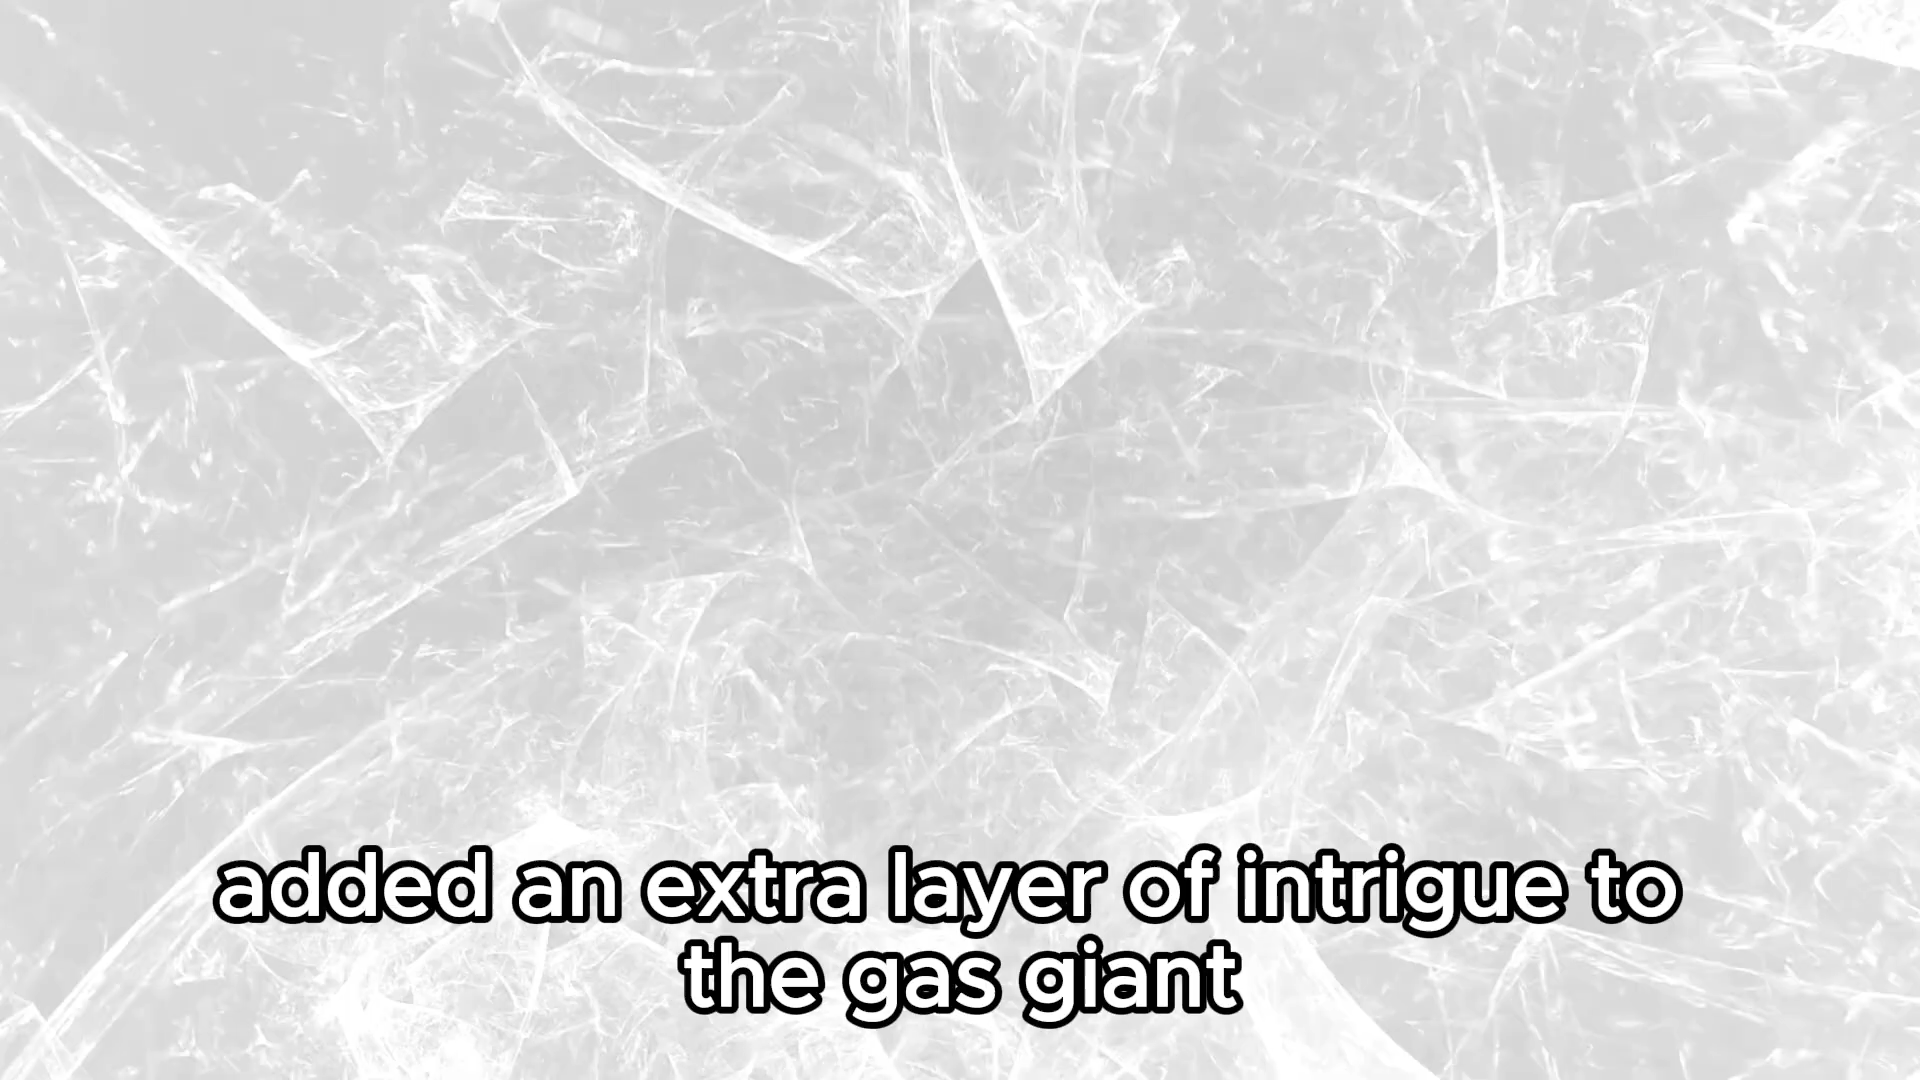 added an extra layer of intrigue to
the gas giant